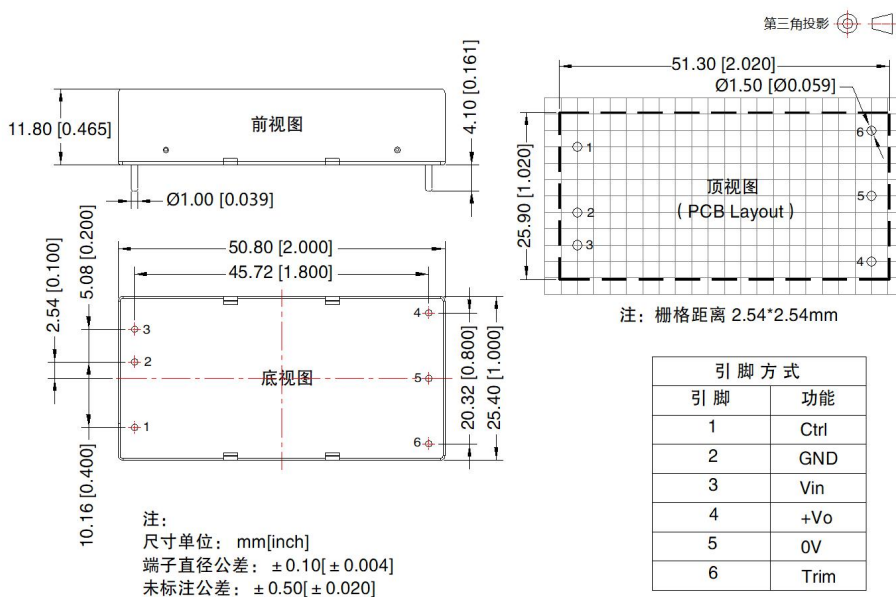 第三角投影
11.80 [0.465]
前视图
4.10 [0.161]
Ø1.00 [0.039]
51.30 [2.020]
Ø1.50 [Ø0.059]
25.90 [1.020]
1
2
3
6
5
4
顶视图
( PCB Layout )
注：栅格距离 2.54*2.54mm
50.80 [2.000]
45.72 [1.800]
2.54 [0.100]
5.08 [0.200]
10.16 [0.400]
3
2
1
4
5
6
底视图
20.32 [0.800]
25.40 [1.000]
注：
尺寸单位：mm[inch]
端子直径公差：±0.10[±0.004]
未标注公差：±0.50[±0.020]
引脚方式
引脚 功能
1 Ctrl
2 GND
3 Vin
4 +Vo
5 0V
6 Trim